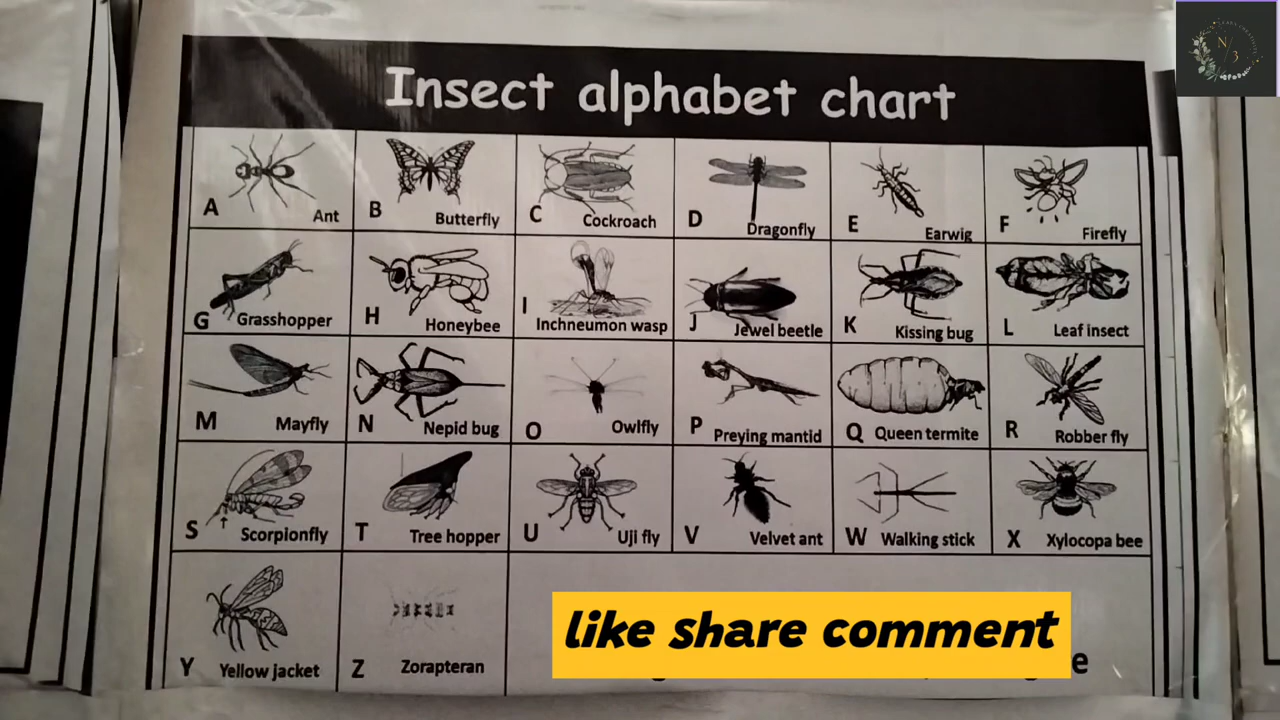 Insect alphabet chart
A Ant
B Butterfly
C Cockroach
D Dragonfly
E Earwig
F Firefly
G Grasshopper
H Honeybee
I Inchneumon wasp
J Jewel beetle
K Kissing bug
L Leaf insect
M Mayfly
N Nepid bug
O Owlfly
P Preying mantid
Q Queen termite
R Robber fly
S Scorpionfly
T Tree hopper
U Uji fly
V Velvet ant
W Walking stick
X Xylocopa bee
Y Yellow jacket
Z Zorapteran
like share comment